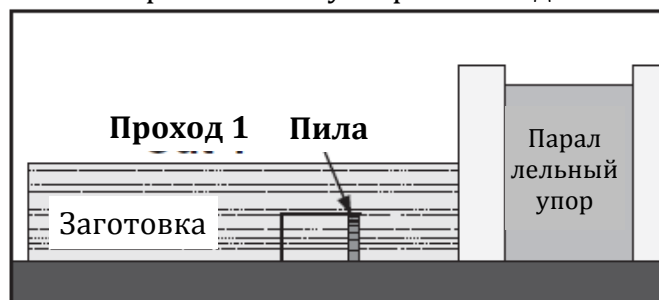 Проход 1 Пила
Парал
лельный
упор
Заготовка